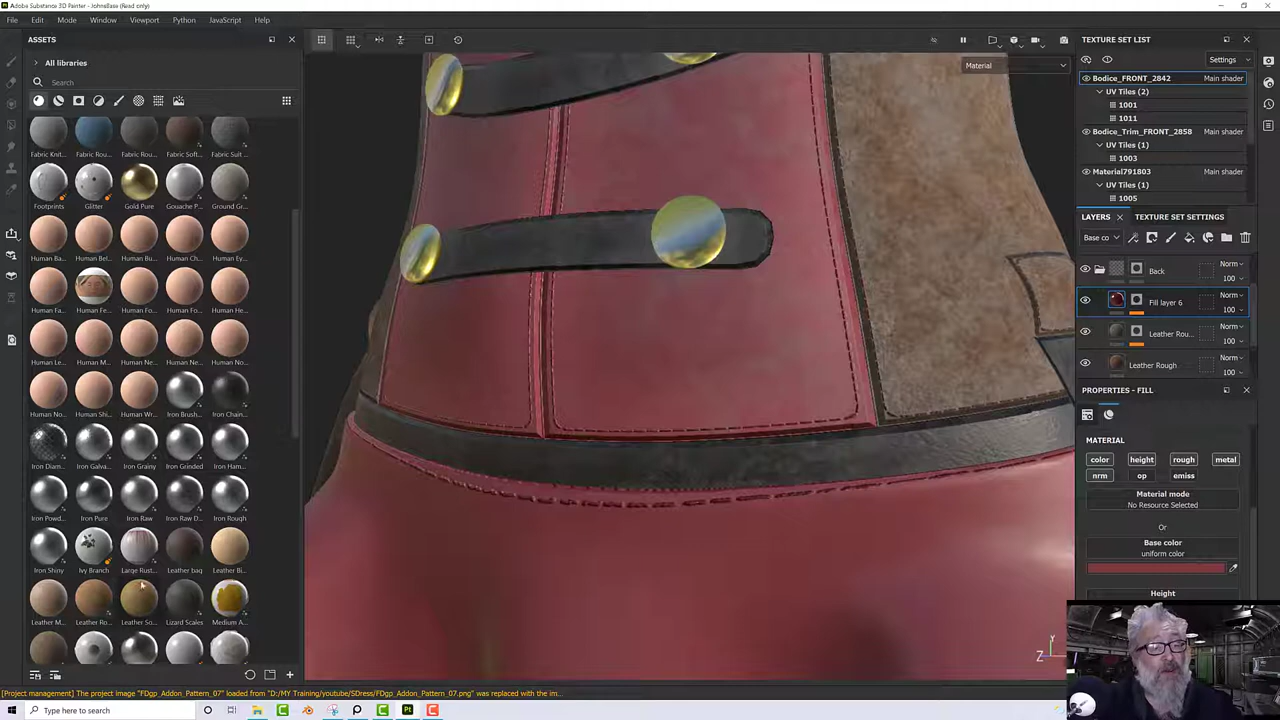 Adobe Substance 3D Painter - JohneBase (Read only)
File Edit Mode Window Viewport Python JavaScript Help
ASSETS
All libraries
Search
Fabric Knit... Fabric Rou... Fabric Rou... Fabric Soft... Fabric Suit ...
Footprints Glitter Gold Pure Gouache P... Ground Gr...
Human Ba... Human Be... Human Bu... Human Ch... Human Ey...
Human Fa... Human Fe... Human Fo... Human Fo... Human He...
Human Le... Human M... Human Ne... Human Ne... Human No...
Human No... Human Shi... Human Wr... Iron Brush... Iron Chain...
Iron Diam... Iron Galva... Iron Grainy Iron Grinded Iron Ham...
Iron Powd... Iron Pure Iron Raw Iron Raw D... Iron Rough
Iron Shiny Ivy Branch Large Rust... Leather bag Leather Bi...
Leather M... Leather Ro... Leather So... Lizard Scales Medium A...
Material
Y
Z
TEXTURE SET LIST
Settings
Bodice_FRONT_2842 Main shader
UV Tiles (2)
1001
1011
Bodice_Trim_FRONT_2858 Main shader
UV Tiles (1)
1003
Material791803 Main shader
UV Tiles (1)
1005
LAYERS TEXTURE SET SETTINGS
Base co
Back Norm 100
Fill layer 6 Norm 100
Leather Rou... Norm 100
Leather Rough Norm 100
PROPERTIES - FILL
MATERIAL
color height rough metal
nrm op emiss
Material mode
No Resource Selected
Or
Base color
uniform color
Height
[Project management] The project image "FDgp_Addon_Pattern_07" loaded from "D:/MY Training/youtube/SDress/FDgp_Addon_Pattern_07.png" was replaced with the im...
Type here to search